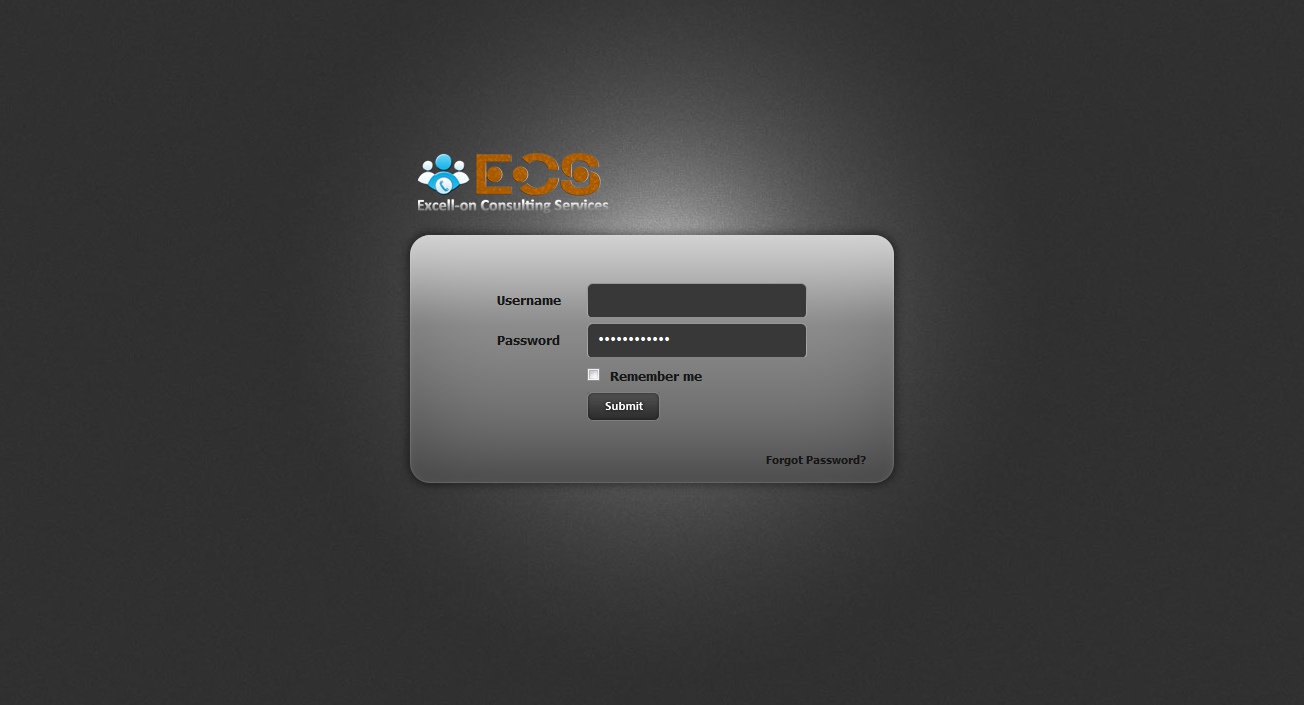 ECS
Excell-on Consulting Services
Username
Password
••••••••••••
Remember me
Submit
Forgot Password?